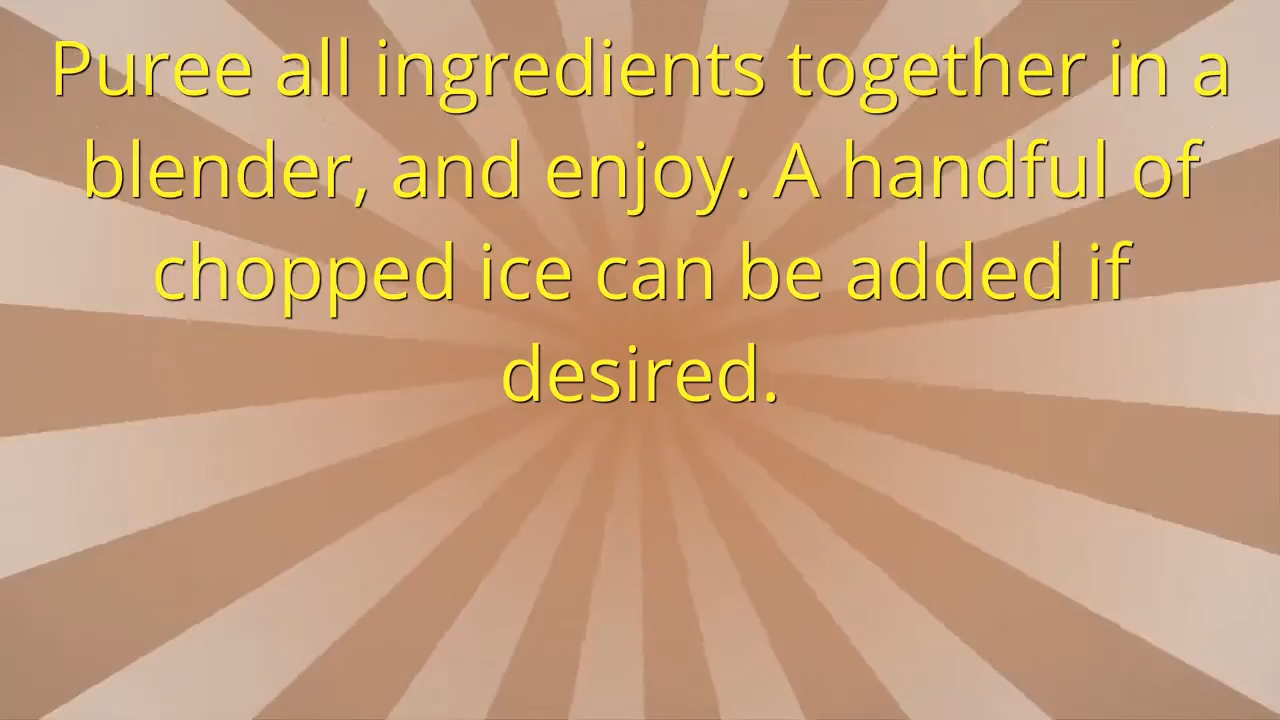 Puree all ingredients together in a
blender, and enjoy. A handful of
chopped ice can be added if
desired.